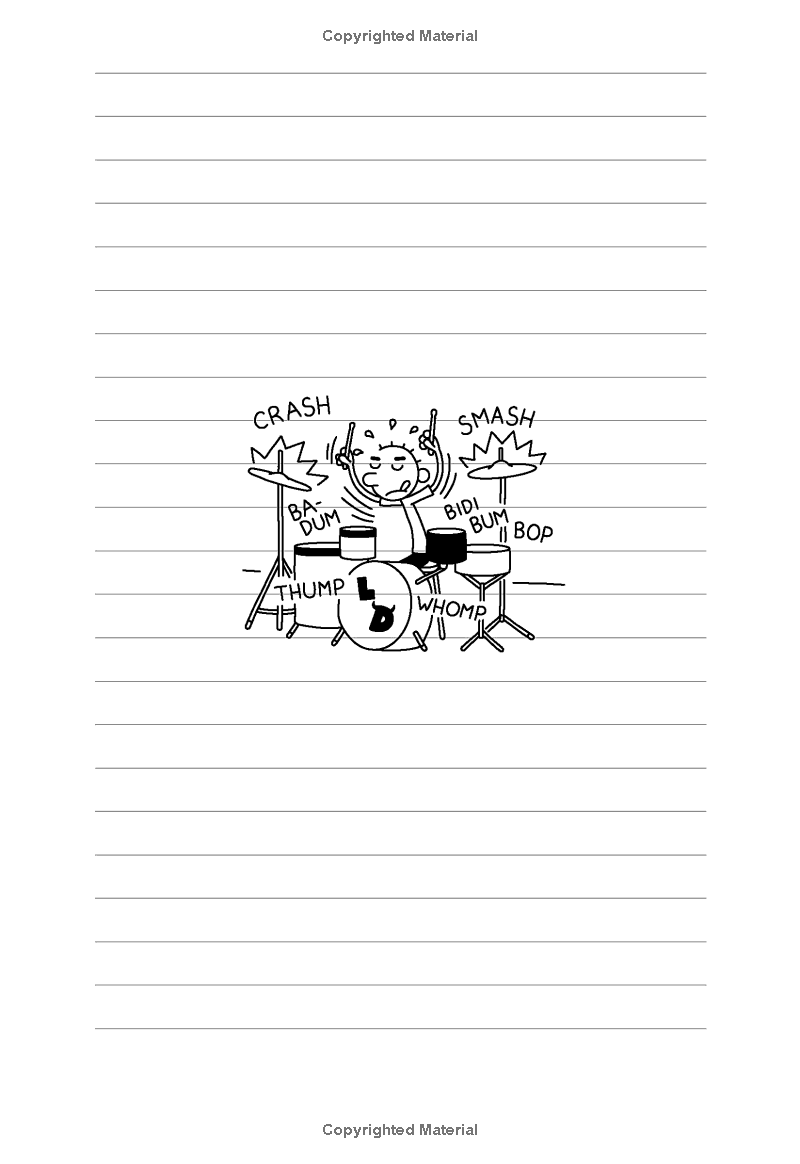 Copyrighted Material
CRASH
SMASH
BA-
DUM
BIDI
BUM
BOP
THUMP
L
D
WHOMP
Copyrighted Material